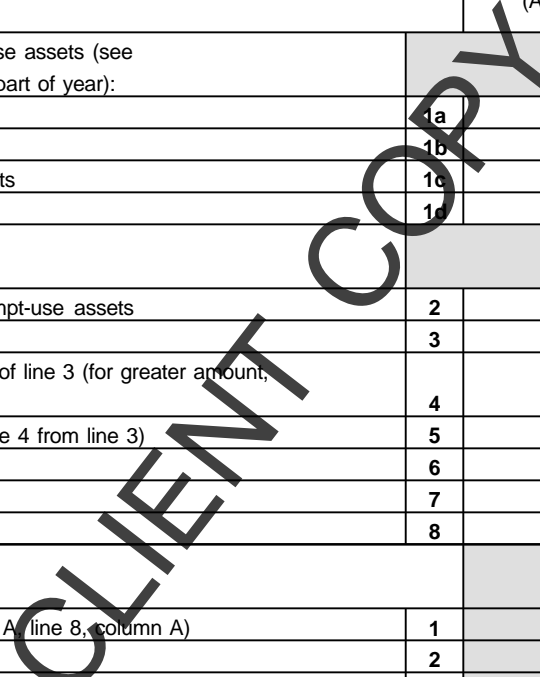 (A
se assets (see
part of year):
1a
1b
ts 1c
1d
mpt-use assets 2
3
of line 3 (for greater amount,
4
e 4 from line 3) 5
6
7
8
A, line 8, column A) 1
2
CLIENT COPY